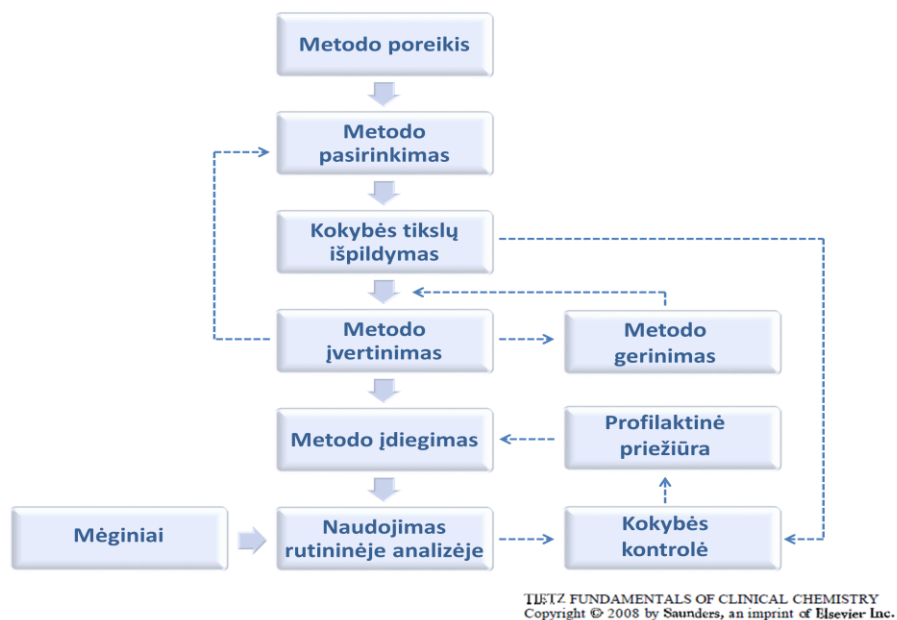 Metodo poreikis
Metodo
pasirinkimas
Kokybės tikslų
išpildymas
Metodo
įvertinimas
Metodo
gerinimas
Metodo įdiegimas
Profilaktinė
priežiūra
Mėginiai
Naudojimas
rutininėje analizėje
Kokybės
kontrolė
TIETZ FUNDAMENTALS OF CLINICAL CHEMISTRY
Copyright © 2008 by Saunders, an imprint of Elsevier Inc.